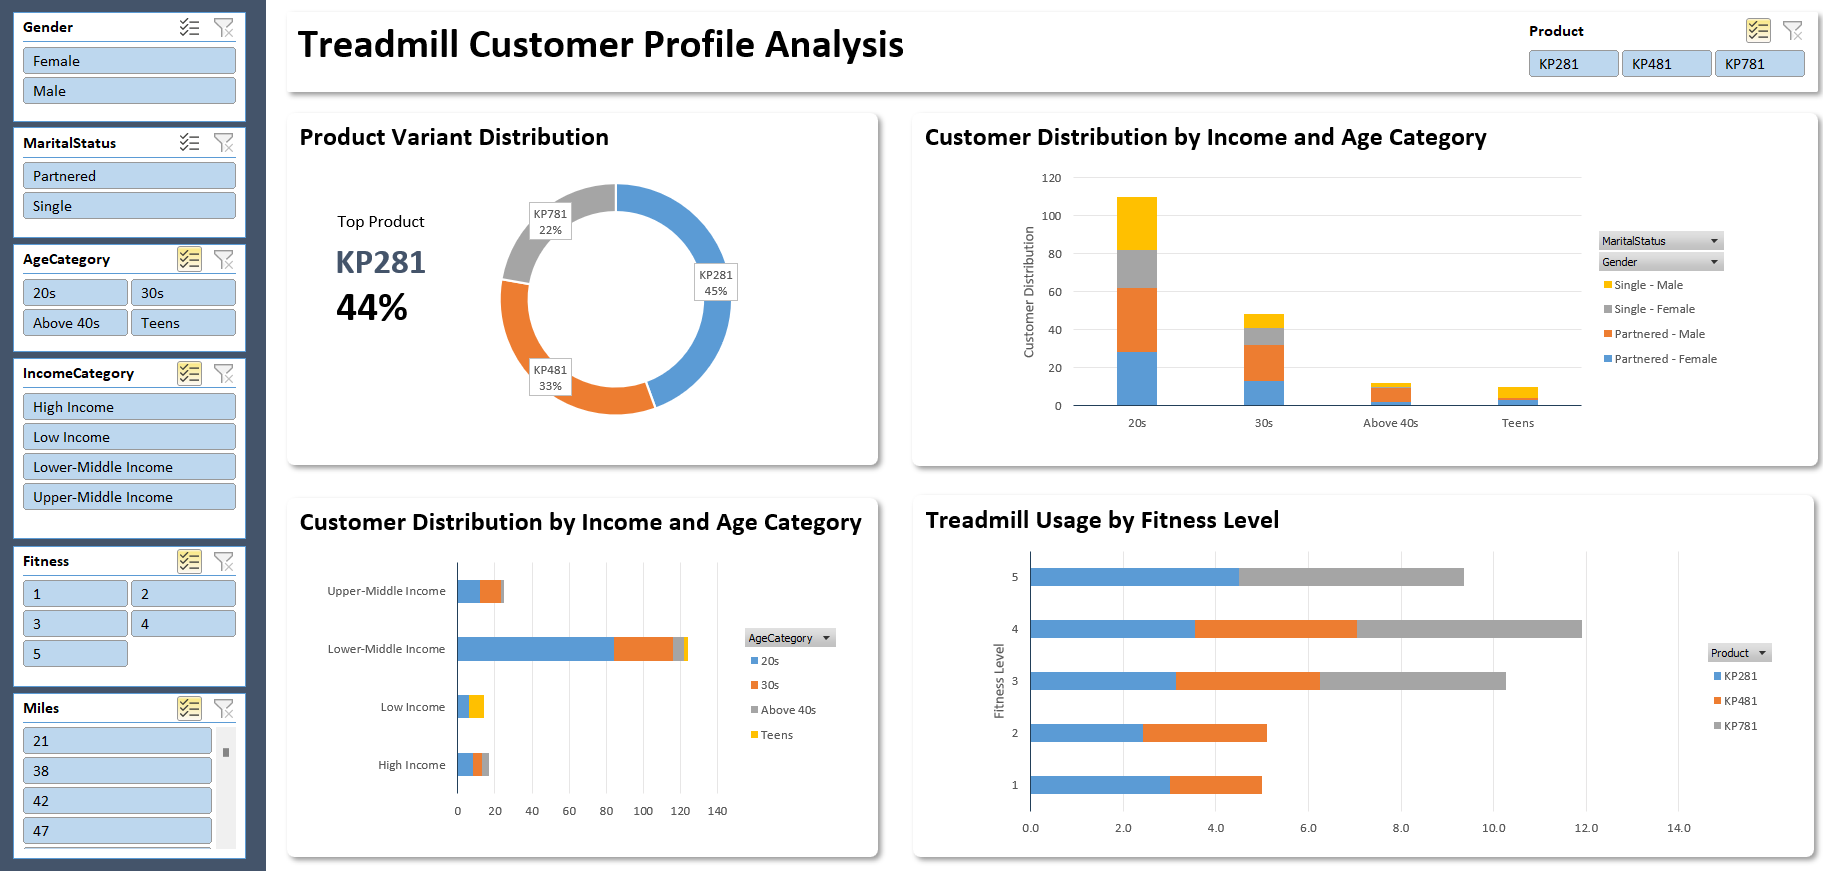 Gender
Female
Male
MaritalStatus
Partnered
Single
AgeCategory
20s
30s
Above 40s
Teens
IncomeCategory
High Income
Low Income
Lower-Middle Income
Upper-Middle Income
Fitness
1
2
3
4
5
Miles
21
38
42
47
Treadmill Customer Profile Analysis
Product
KP281
KP481
KP781
Product Variant Distribution
Top Product
KP281
44%
KP781
22%
KP281
45%
KP481
33%
Customer Distribution by Income and Age Category
Customer Distribution
120
100
80
60
40
20
0
20s
30s
Above 40s
Teens
MaritalStatus
Gender
Single - Male
Single - Female
Partnered - Male
Partnered - Female
Customer Distribution by Income and Age Category
Upper-Middle Income
Lower-Middle Income
Low Income
High Income
0
20
40
60
80
100
120
140
AgeCategory
20s
30s
Above 40s
Teens
Treadmill Usage by Fitness Level
Fitness Level
5
4
3
2
1
0.0
2.0
4.0
6.0
8.0
10.0
12.0
14.0
Product
KP281
KP481
KP781